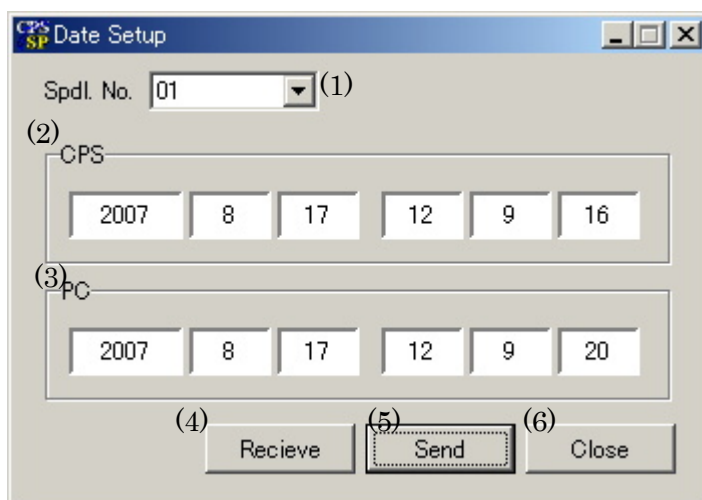 CPS SP Date Setup
Spdl. No. 01 (1)
(2)
CPS
2007 8 17 12 9 16
(3)
PC
2007 8 17 12 9 20
(4) (5) (6)
Recieve Send Close